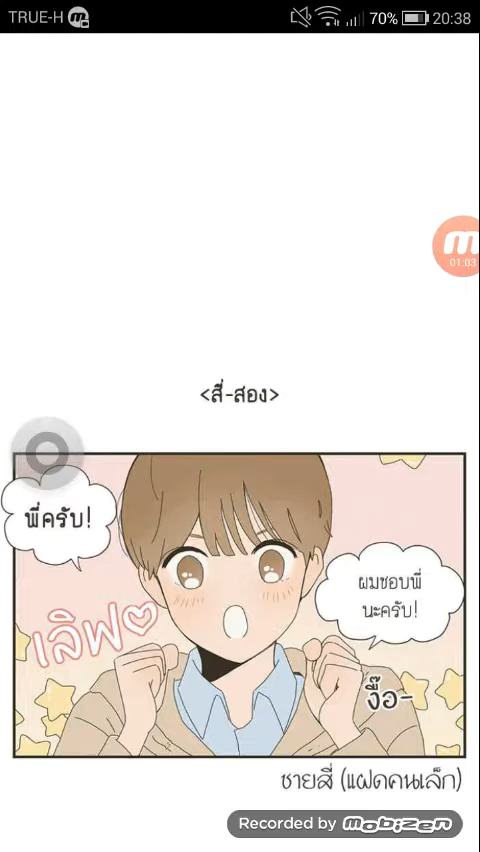 TRUE-H
70%
20:38
01:03
<สี่-สอง>
พี่ครับ!
ผมชอบพี่
นะครับ!
เลิฟ♡
งื๊อ-
ชายสี่ (แฝดคนเล็ก)
Recorded by mobizen